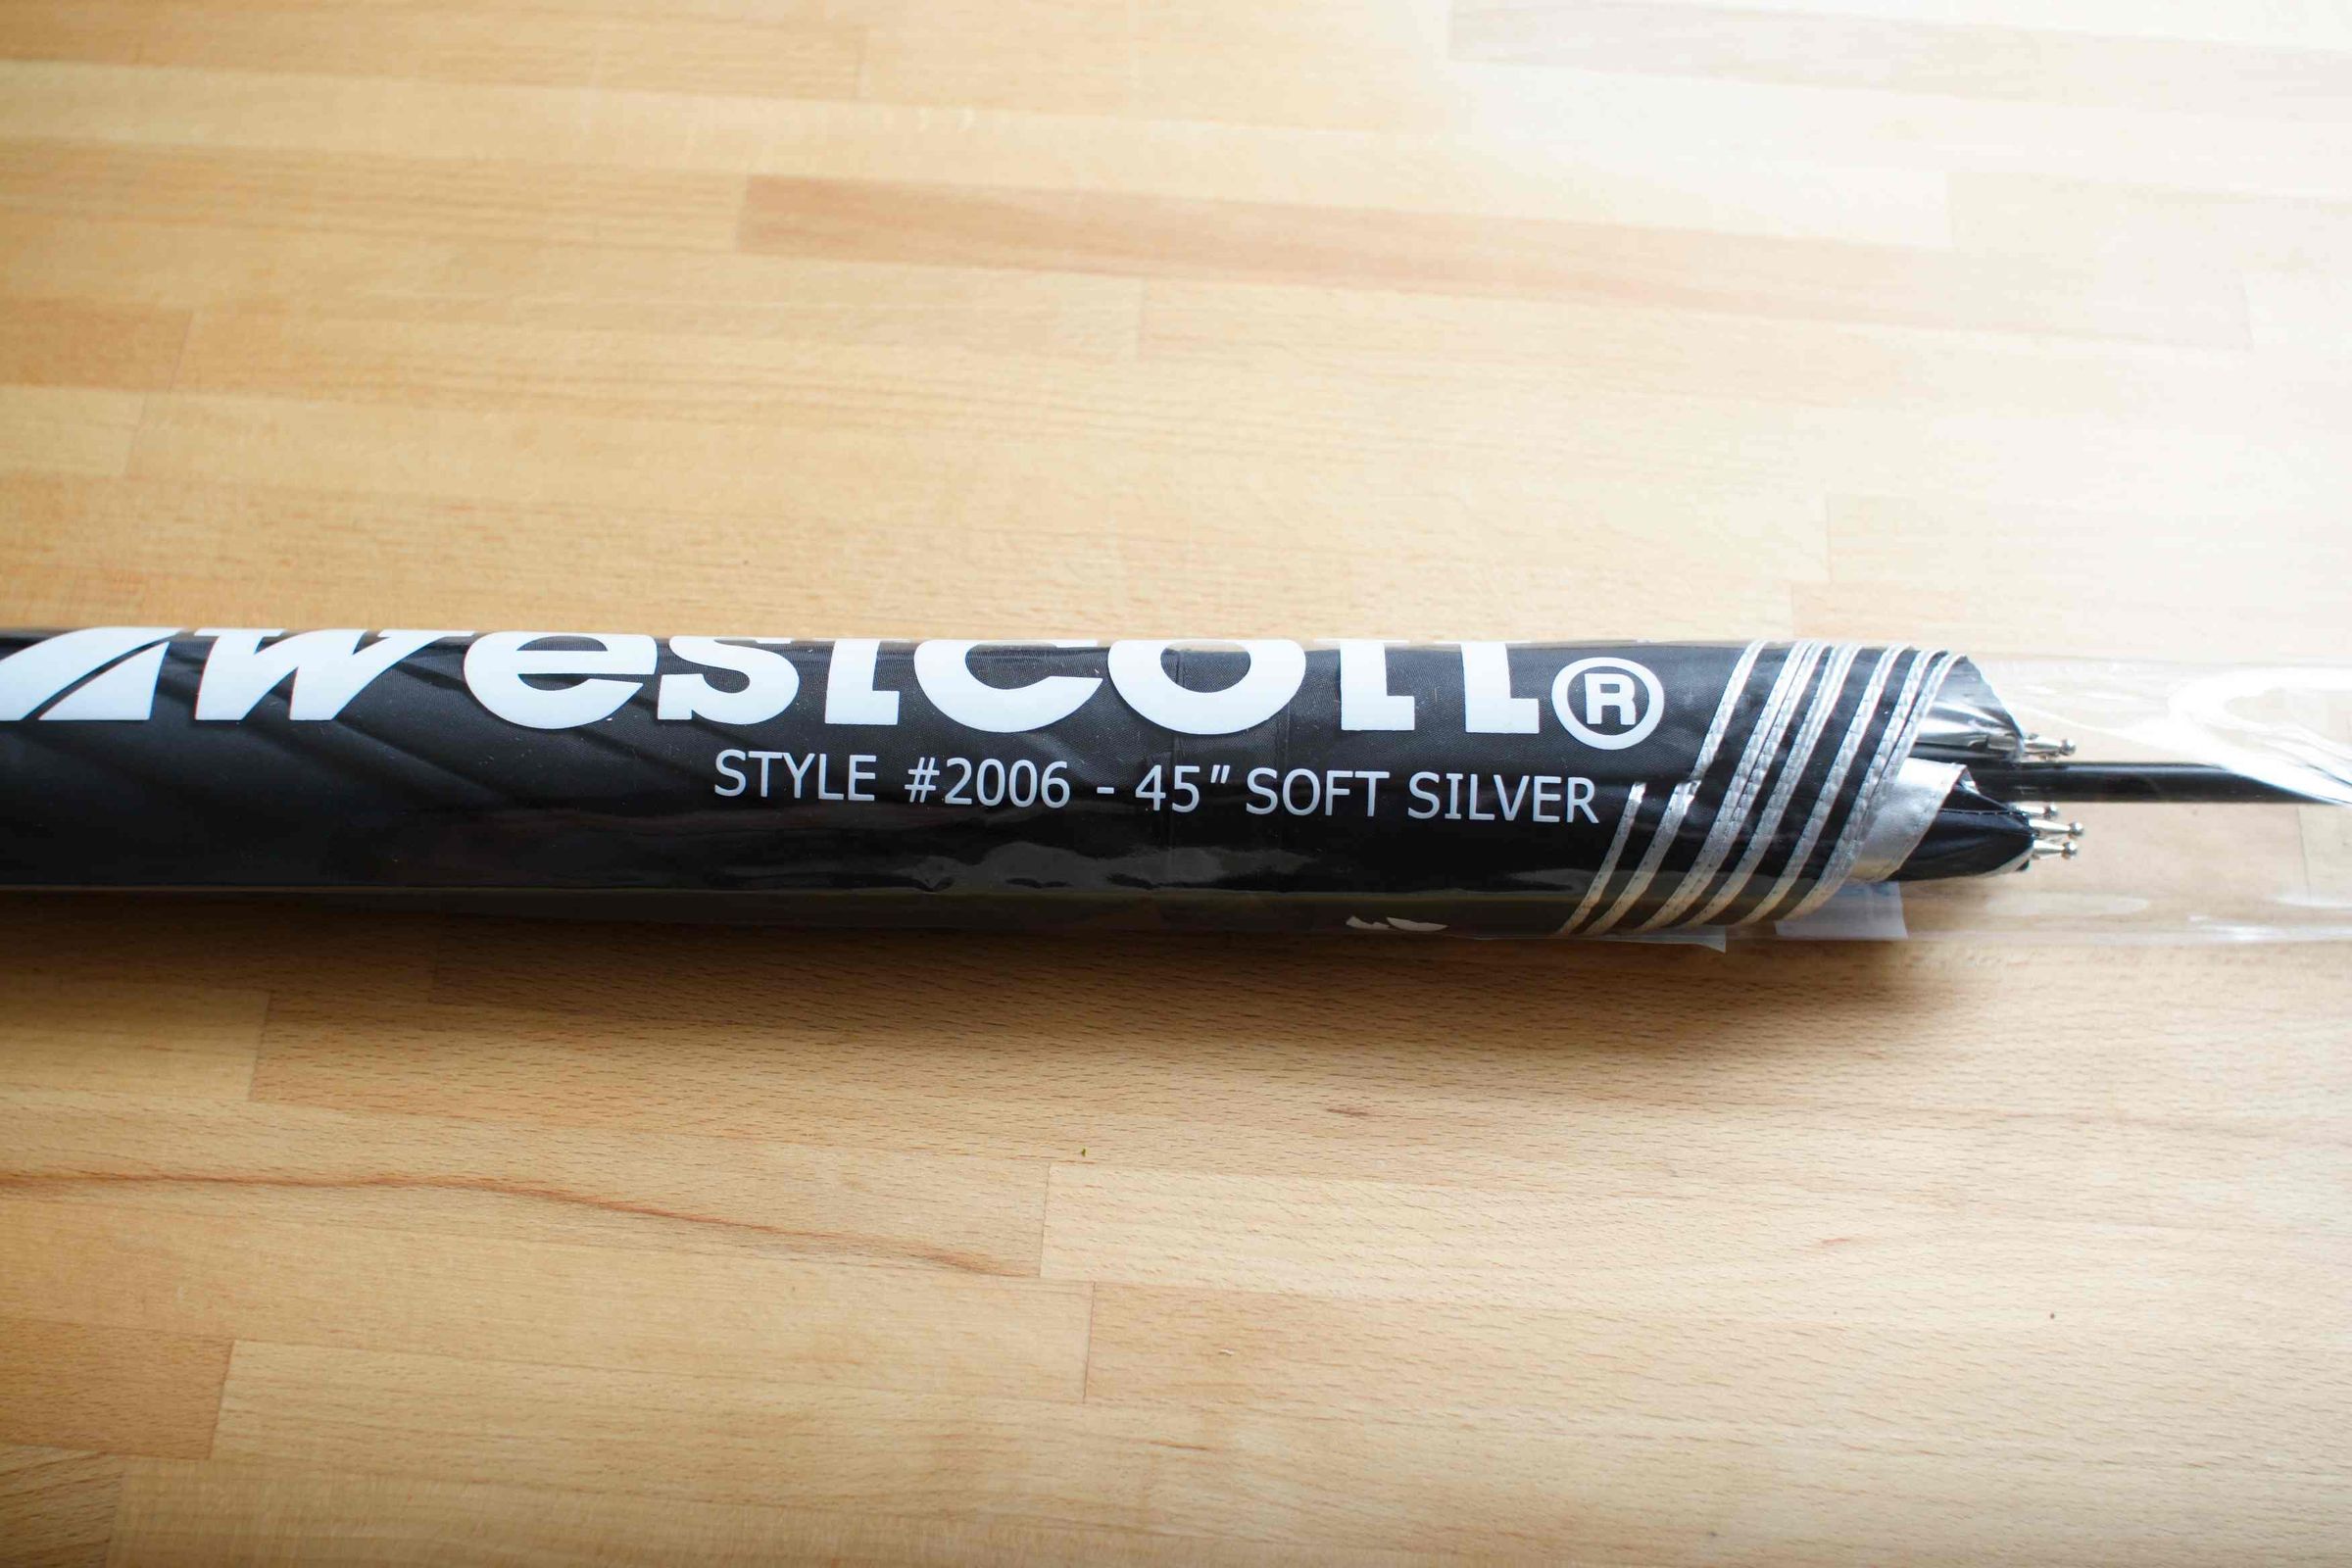 Westcott®
STYLE #2006 - 45" SOFT SILVER